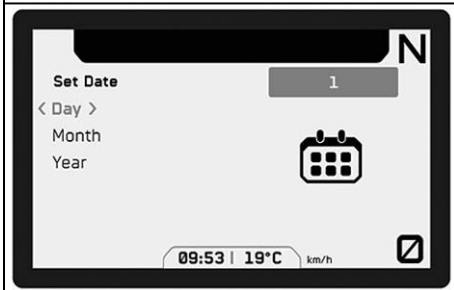 N
Set Date 1
< Day >
Month
Year
09:53 | 19°C km/h
0